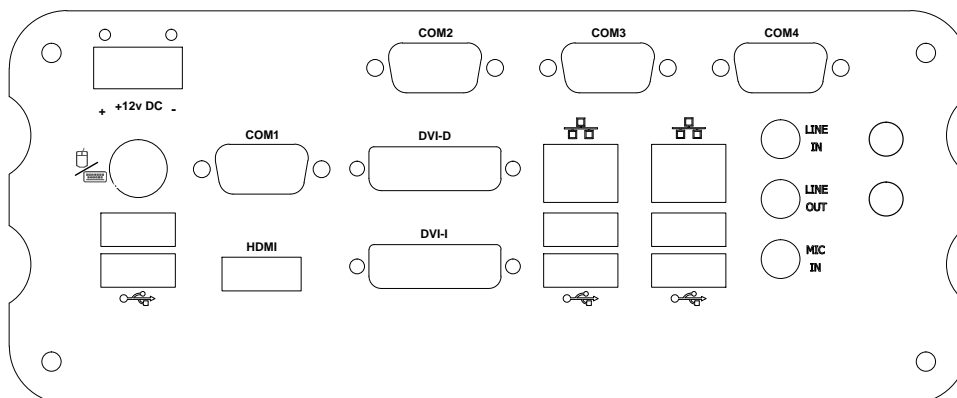 COM2
COM3
COM4
+ +12v DC -
COM1
DVI-D
LINE
IN
LINE
OUT
HDMI
DVI-I
MIC
IN